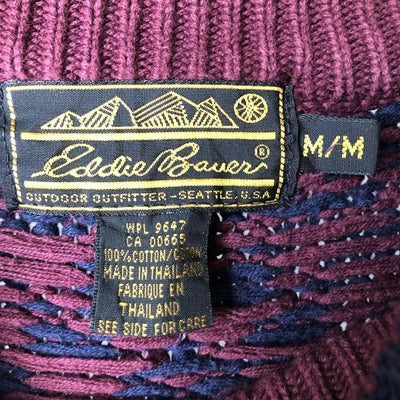 Eddie Bauer®
M/M
OUTDOOR OUTFITTER-SEATTLE, U.S.A
WPL 9647
CA 00665
100% COTTON/COTON
MADE IN THAILAND
FABRIQUE EN
THAILAND
SEE SIDE FOR CARE